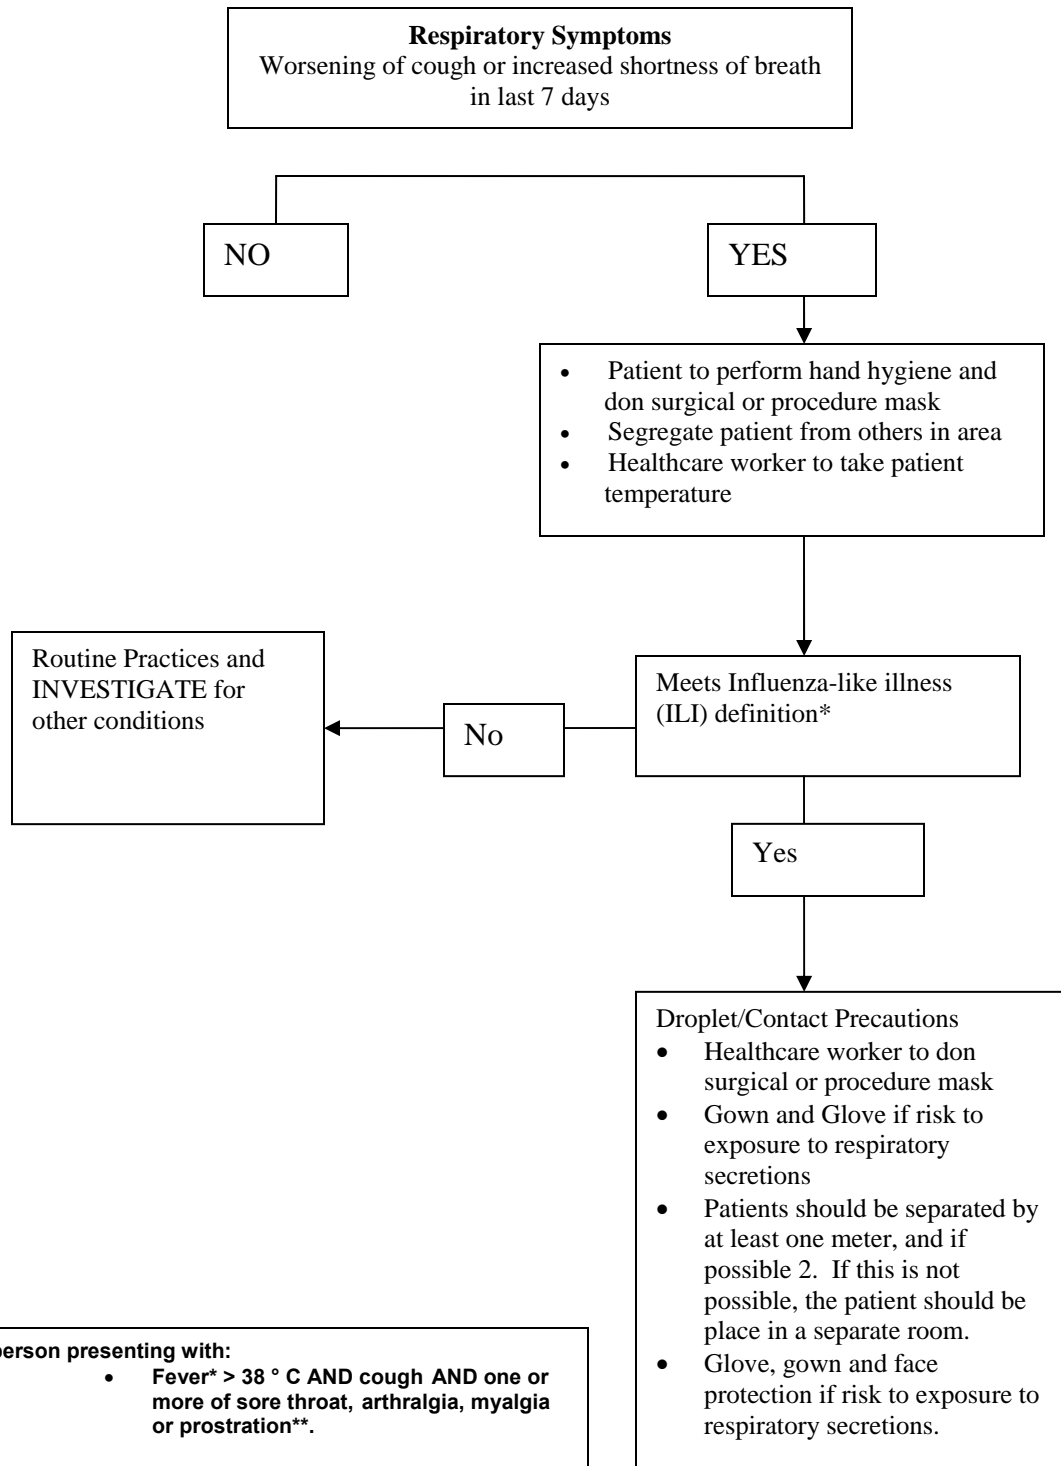 Respiratory Symptoms
Worsening of cough or increased shortness of breath
in last 7 days
NO
YES
• Patient to perform hand hygiene and
don surgical or procedure mask
• Segregate patient from others in area
• Healthcare worker to take patient
temperature
Routine Practices and
INVESTIGATE for
other conditions
No
Meets Influenza-like illness
(ILI) definition*
Yes
Droplet/Contact Precautions
• Healthcare worker to don
surgical or procedure mask
• Gown and Glove if risk to
exposure to respiratory
secretions
• Patients should be separated by
at least one meter, and if
possible 2. If this is not
possible, the patient should be
place in a separate room.
• Glove, gown and face
protection if risk to exposure to
respiratory secretions.
person presenting with:
• Fever* > 38 ° C AND cough AND one or
more of sore throat, arthralgia, myalgia
or prostration**.